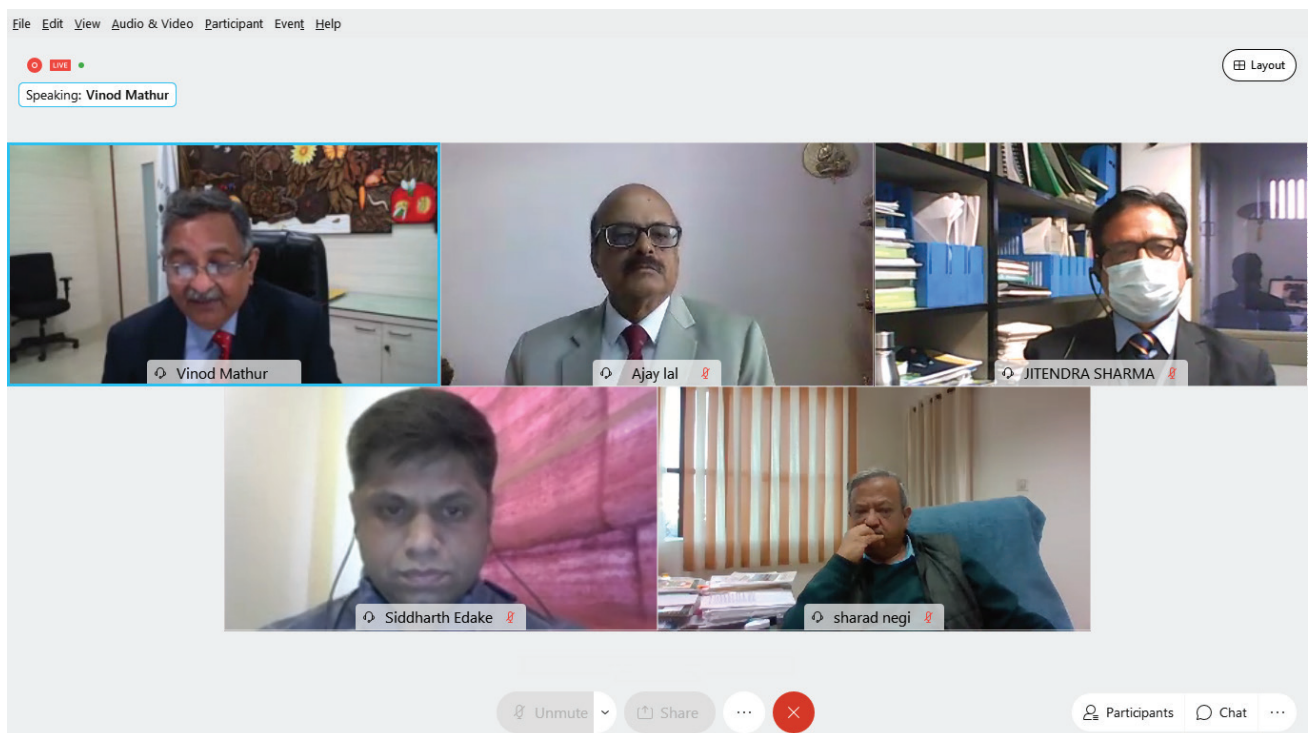 File Edit View Audio & Video Participant Event Help
LIVE
Layout
Speaking: Vinod Mathur
Vinod Mathur
Ajay lal
JITENDRA SHARMA
Siddharth Edake
sharad negi
Unmute
Share
Participants
Chat